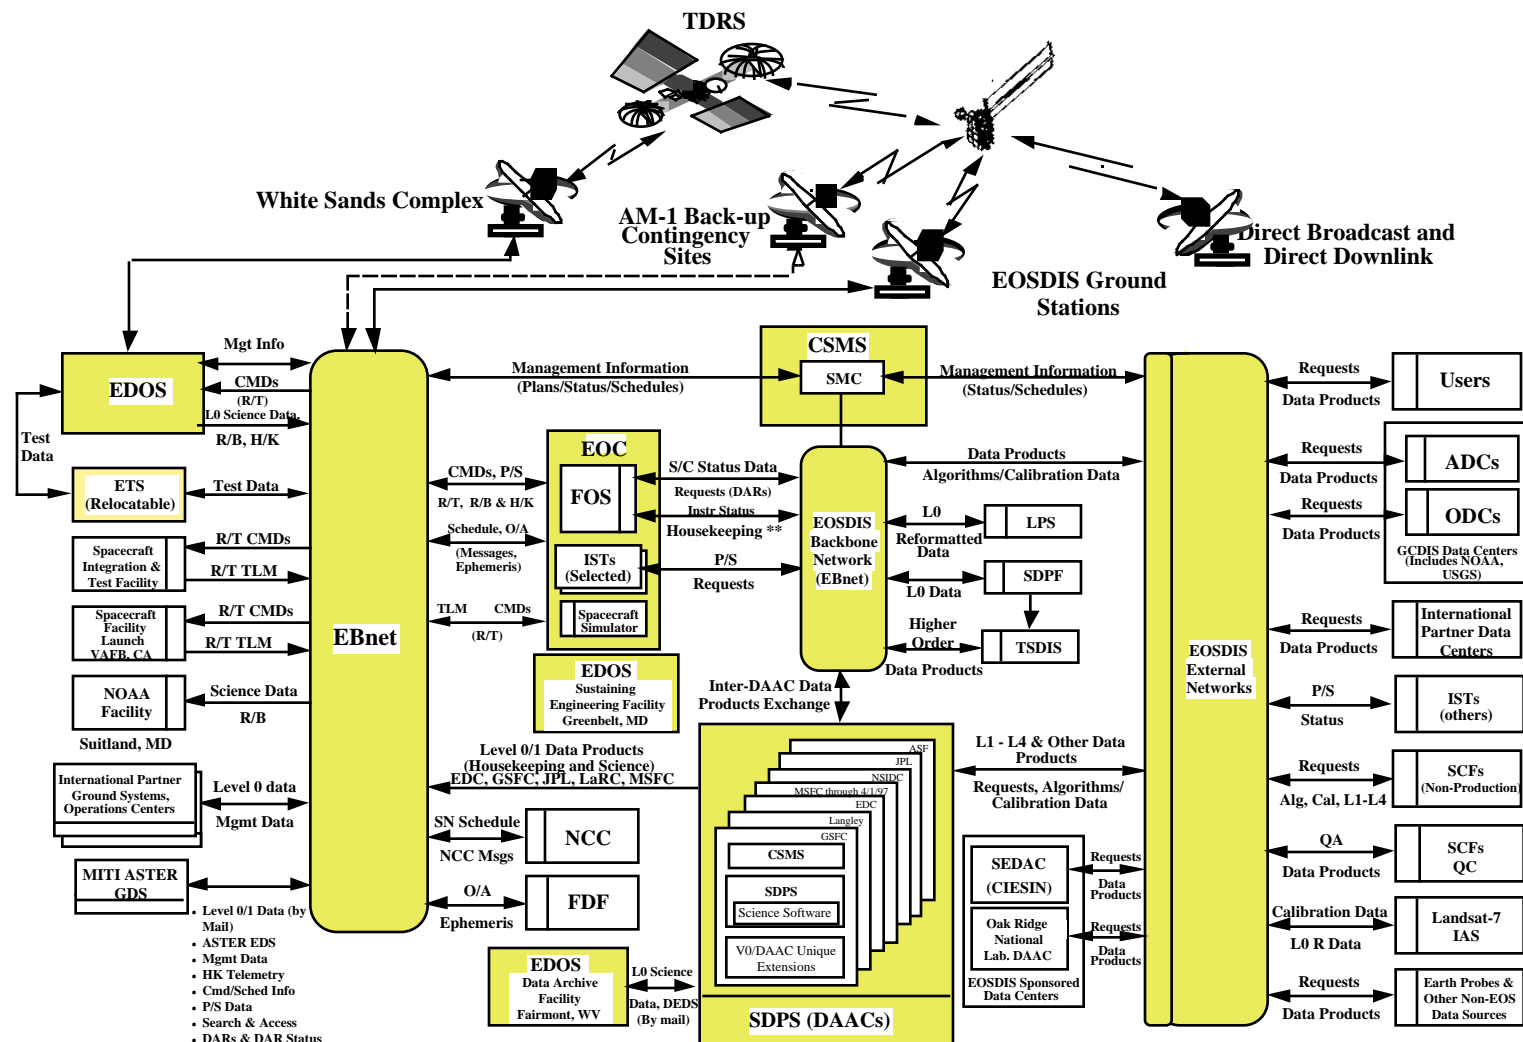 TDRS
White Sands Complex
AM-1 Back-up
Contingency
Sites
EOSDIS Ground
Stations
Direct Broadcast and
Direct Downlink
EDOS
Mgt Info
CMDs
(R/T)
L0 Science Data,
R/B, H/K
Test
Data
ETS
(Relocatable)
Test Data
Spacecraft
Integration &
Test Facility
R/T CMDs
R/T TLM
Spacecraft
Facility
Launch
VAFB, CA
R/T CMDs
R/T TLM
NOAA
Facility
Suitland, MD
Science Data
R/B
International Partner
Ground Systems,
Operations Centers
Level 0 data
Mgmt Data
MITI ASTER
GDS
• Level 0/1 Data (by
Mail)
• ASTER EDS
• Mgmt Data
• HK Telemetry
• Cmd/Sched Info
• P/S Data
• Search & Access
• DARs & DAR Status
EBnet
Management Information
(Plans/Status/Schedules)
CSMS
SMC
Management Information
(Status/Schedules)
CMDs, P/S
R/T, R/B & H/K
Schedule, O/A
(Messages,
Ephemeris)
TLM CMDs
(R/T)
EOC
FOS
ISTs
(Selected)
Spacecraft
Simulator
S/C Status Data
Requests (DARs)
Instr Status
Housekeeping **
P/S
Requests
EDOS
Sustaining
Engineering Facility
Greenbelt, MD
EOSDIS
Backbone
Network
(EBnet)
Data Products
Algorithms/Calibration Data
L0
Reformatted
Data
LPS
L0 Data
SDPF
Higher
Order
Data Products
TSDIS
Inter-DAAC Data
Products Exchange
Level 0/1 Data Products
(Housekeeping and Science)
EDC, GSFC, JPL, LaRC, MSFC
SN Schedule
NCC Msgs
NCC
O/A
Ephemeris
FDF
EDOS
Data Archive
Facility
Fairmont, WV
L0 Science
Data, DEDS
(By mail)
ASF
JPL
NSIDC
MSFC through 4/1/97
EDC
Langley
GSFC
CSMS
SDPS
Science Software
V0/DAAC Unique
Extensions
SDPS (DAACs)
L1 - L4 & Other Data
Products
Requests, Algorithms/
Calibration Data
SEDAC
(CIESIN)
Requests
Data
Products
Oak Ridge
National
Lab. DAAC
Requests
Data
Products
EOSDIS Sponsored
Data Centers
EOSDIS
External
Networks
Requests
Data Products
Users
Requests
Data Products
ADCs
Requests
Data Products
ODCs
GCDIS Data Centers
(Includes NOAA,
USGS)
Requests
Data Products
International
Partner Data
Centers
P/S
Status
ISTs
(others)
Requests
Alg, Cal, L1-L4
SCFs
(Non-Production)
QA
Data Products
SCFs
QC
Calibration Data
L0 R Data
Landsat-7
IAS
Requests
Data Products
Earth Probes &
Other Non-EOS
Data Sources